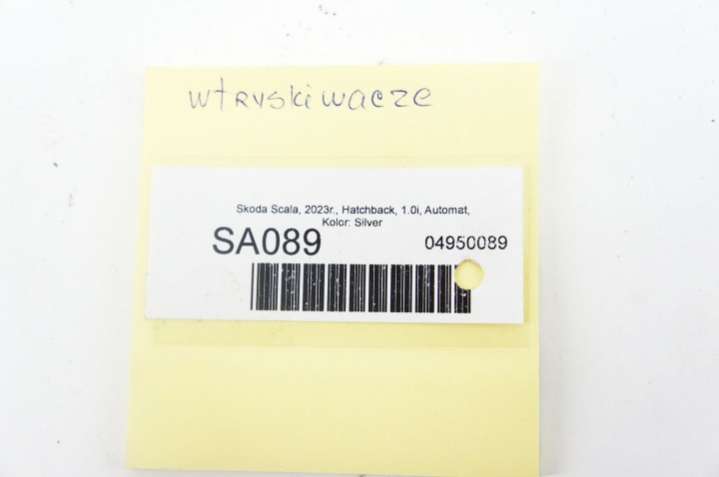 wtryskiwacze
Skoda Scala, 2023r., Hatchback, 1.0i, Automat,
Kolor: Silver
SA089
04950089